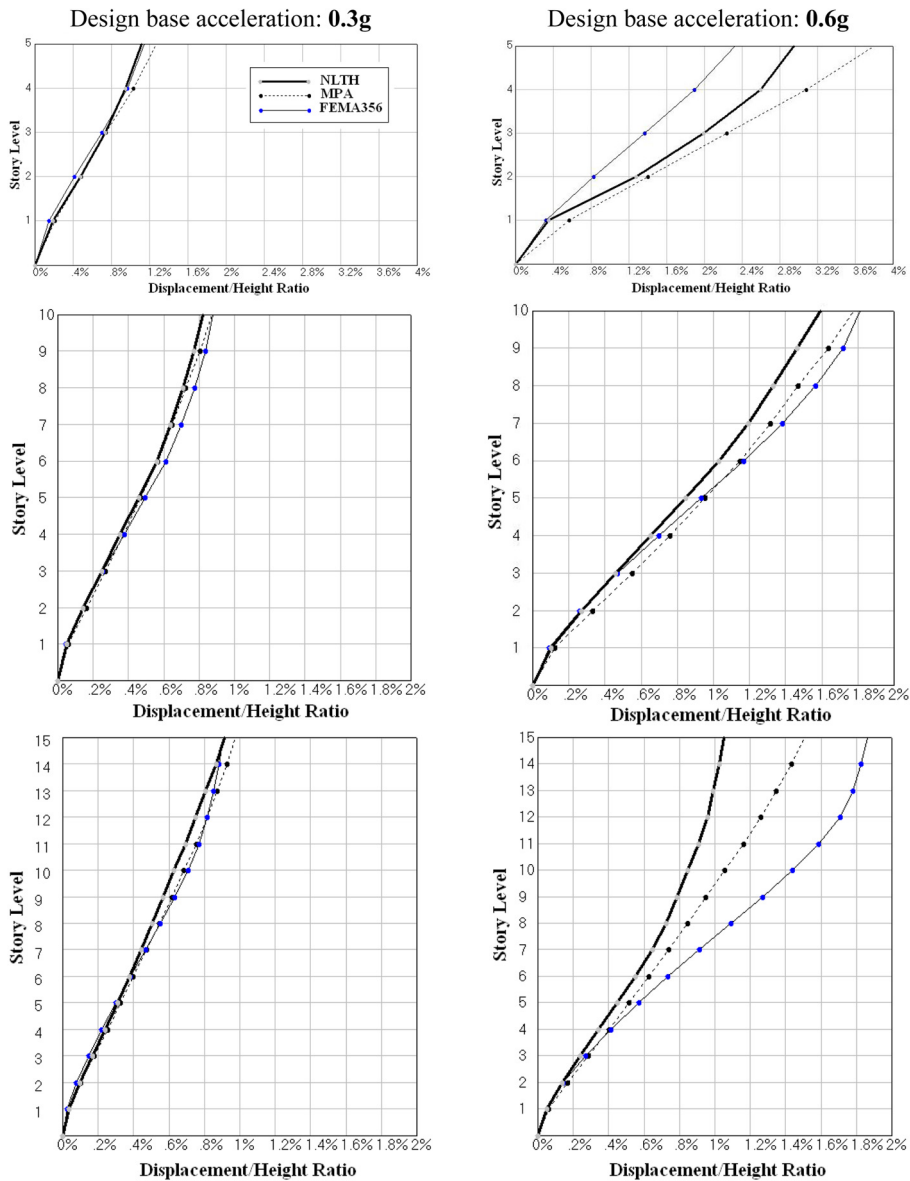 Design base acceleration: 0.3g
Design base acceleration: 0.6g
5
4
3
2
1
Story Level
NLTH
MPA
FEMA356
0% .4% .8% 1.2% 1.6% 2% 2.4% 2.8% 3.2% 3.6% 4%
Displacement/Height Ratio
5
4
3
2
1
Story Level
0% .4% .8% 1.2% 1.6% 2% 2.4% 2.8% 3.2% 3.6% 4%
Displacement/Height Ratio
10
9
8
7
6
5
4
3
2
1
Story Level
0% .2% .4% .6% .8% 1% 1.2% 1.4% 1.6% 1.8% 2%
Displacement/Height Ratio
10
9
8
7
6
5
4
3
2
1
Story Level
0% .2% .4% .6% .8% 1% 1.2% 1.4% 1.6% 1.8% 2%
Displacement/Height Ratio
15
14
13
12
11
10
9
8
7
6
5
4
3
2
1
Story Level
0% .2% .4% .6% .8% 1% 1.2% 1.4% 1.6% 1.8% 2%
Displacement/Height Ratio
15
14
13
12
11
10
9
8
7
6
5
4
3
2
1
Story Level
0% .2% .4% .6% .8% 1% 1.2% 1.4% 1.6% 1.8% 2%
Displacement/Height Ratio